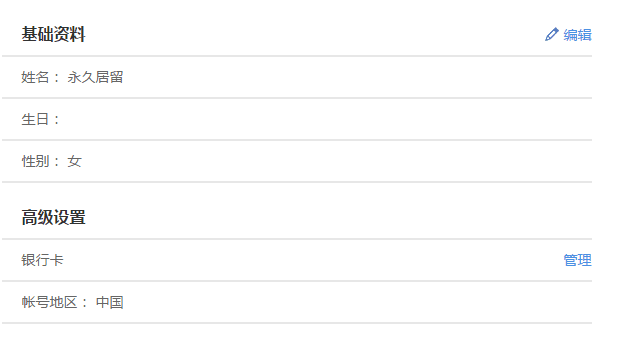 基础资料 编辑
姓名： 永久居留
生日：
性别： 女
高级设置
银行卡 管理
帐号地区： 中国